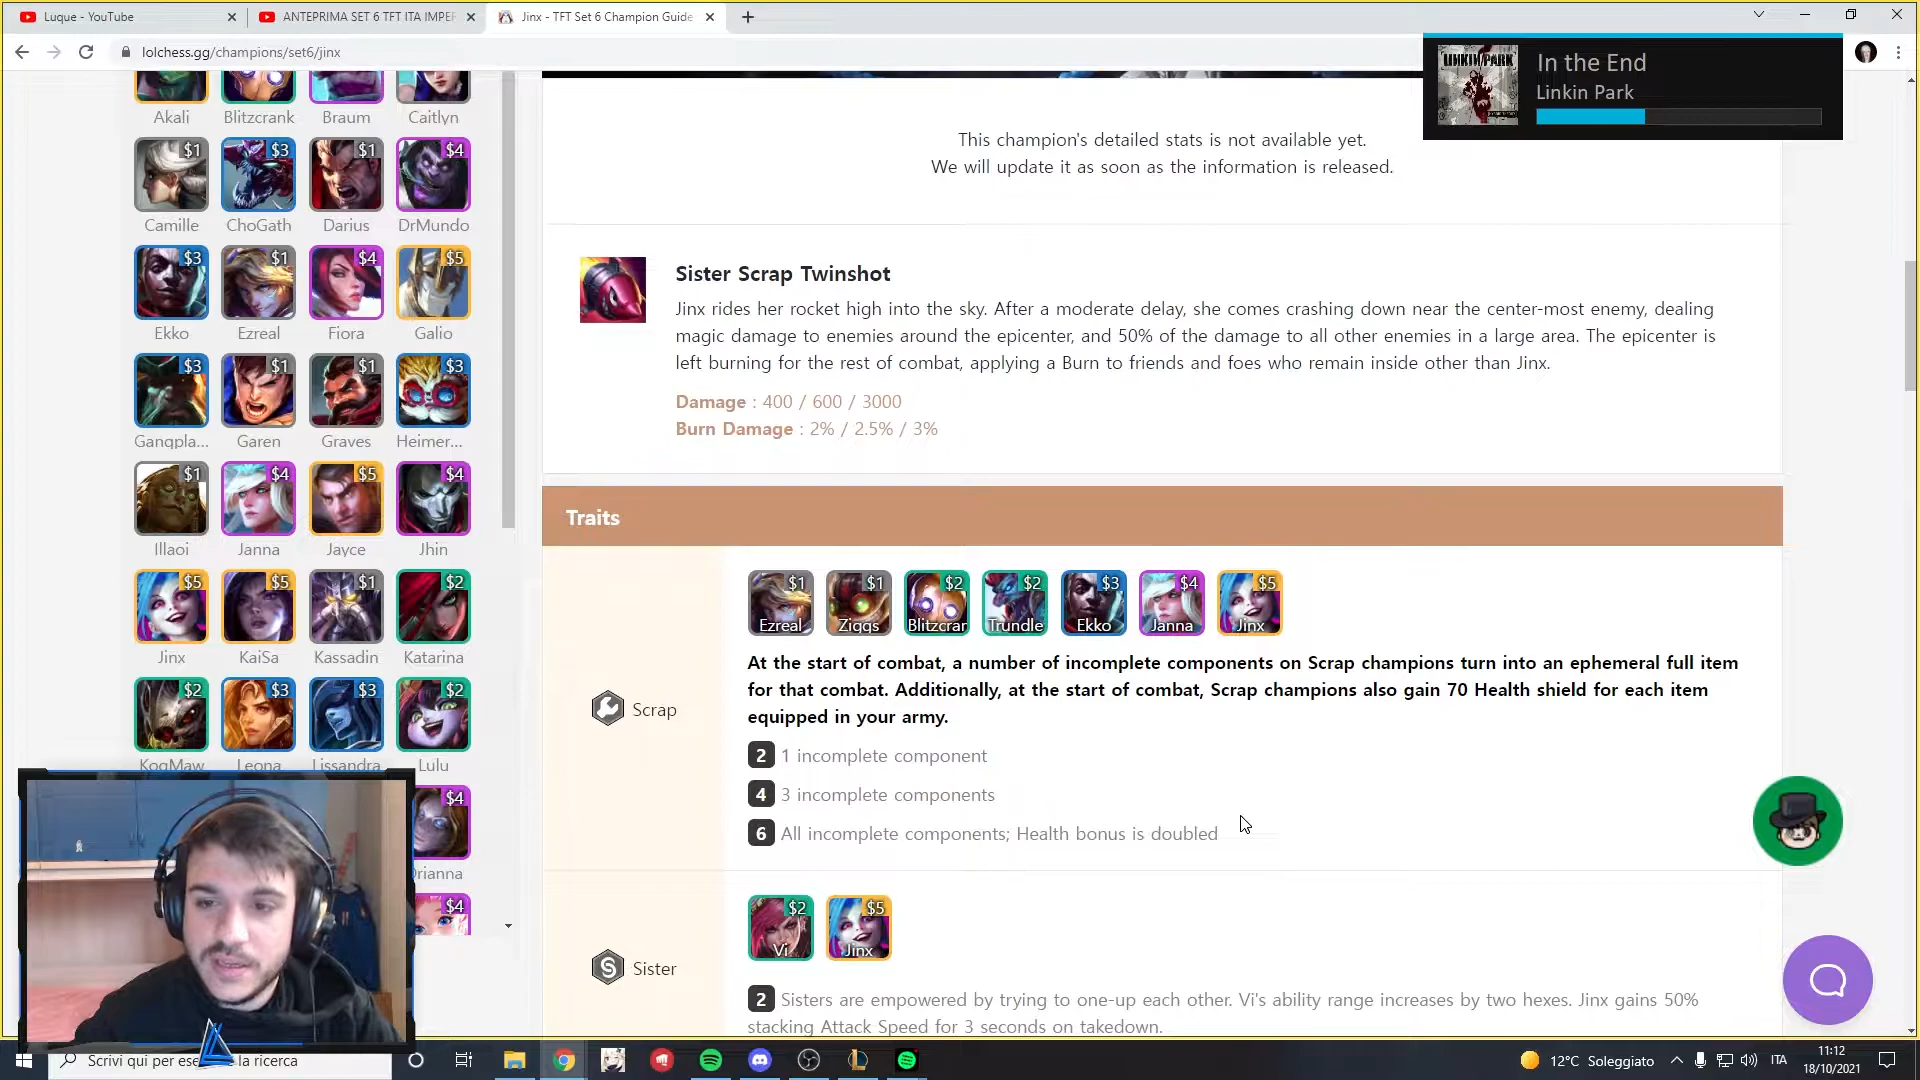 Luque - YouTube
ANTEPRIMA SET 6 TFT ITA IMPER
Jinx - TFT Set 6 Champion Guide
lolchess.gg/champions/set6/jinx
LINKIN PARK
In the End
Linkin Park
Akali
Blitzcrank
Braum
Caitlyn
$1
$3
$1
$4
Camille
ChoGath
Darius
DrMundo
$3
$1
$4
$5
Ekko
Ezreal
Fiora
Galio
$3
$1
$1
$3
Gangpla...
Garen
Graves
Heimer...
$1
$4
$5
$4
Illaoi
Janna
Jayce
Jhin
$5
$5
$1
$2
Jinx
KaiSa
Kassadin
Katarina
$2
$3
$3
$2
KogMaw
Leona
Lissandra
Lulu
$4
Orianna
$4
This champion's detailed stats is not available yet.
We will update it as soon as the information is released.
Sister Scrap Twinshot
Jinx rides her rocket high into the sky. After a moderate delay, she comes crashing down near the center-most enemy, dealing
magic damage to enemies around the epicenter, and 50% of the damage to all other enemies in a large area. The epicenter is
left burning for the rest of combat, applying a Burn to friends and foes who remain inside other than Jinx.
Damage : 400 / 600 / 3000
Burn Damage : 2% / 2.5% / 3%
Traits
$1
$1
$2
$2
$3
$4
$5
Ezreal
Ziggs
Blitzcrar
Trundle
Ekko
Janna
Jinx
Scrap
At the start of combat, a number of incomplete components on Scrap champions turn into an ephemeral full item
for that combat. Additionally, at the start of combat, Scrap champions also gain 70 Health shield for each item
equipped in your army.
2 1 incomplete component
4 3 incomplete components
6 All incomplete components; Health bonus is doubled
$2
$5
Vi
Jinx
Sister
2 Sisters are empowered by trying to one-up each other. Vi's ability range increases by two hexes. Jinx gains 50%
stacking Attack Speed for 3 seconds on takedown.
Scrivi qui per ese
la ricerca
12°C Soleggiato
ITA
11:12
18/10/2021